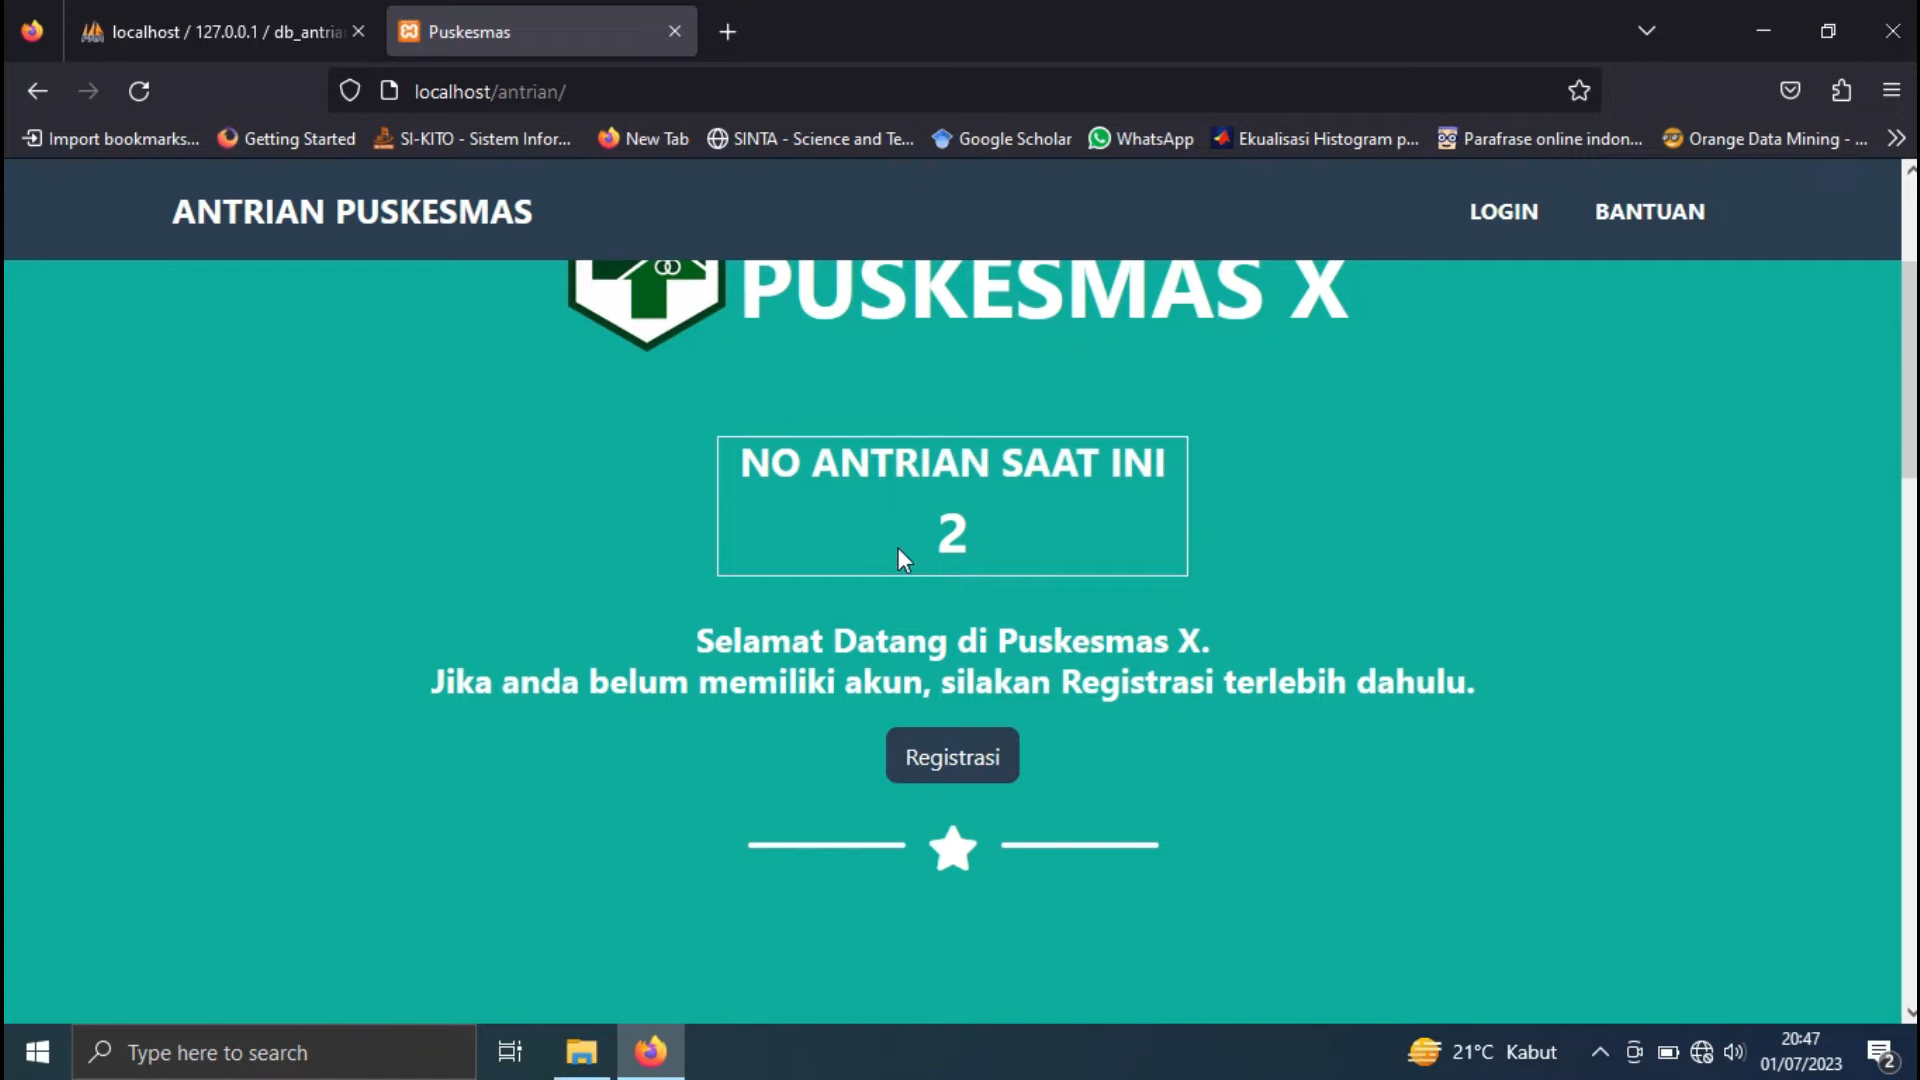 localhost / 127.0.0.1 / db_antria
Puskesmas
localhost/antrian/
Import bookmarks...
Getting Started
SI-KITO - Sistem Infor...
New Tab
SINTA - Science and Te...
Google Scholar
WhatsApp
Ekualisasi Histogram p...
Parafrase online indon...
Orange Data Mining - ...
ANTRIAN PUSKESMAS
LOGIN
BANTUAN
PUSKESMAS X
NO ANTRIAN SAAT INI
2
Selamat Datang di Puskesmas X.
Jika anda belum memiliki akun, silakan Registrasi terlebih dahulu.
Registrasi
Type here to search
21°C Kabut
20:47
01/07/2023
2